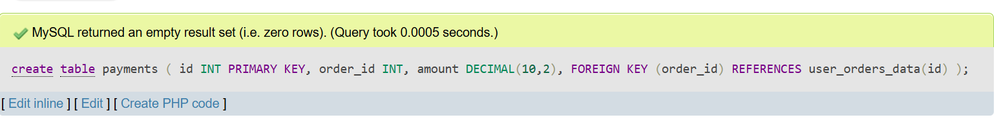 MySQL returned an empty result set (i.e. zero rows). (Query took 0.0005 seconds.)
create table payments ( id INT PRIMARY KEY, order_id INT, amount DECIMAL(10,2), FOREIGN KEY (order_id) REFERENCES user_orders_data(id) );
[ Edit inline ] [ Edit ] [ Create PHP code ]